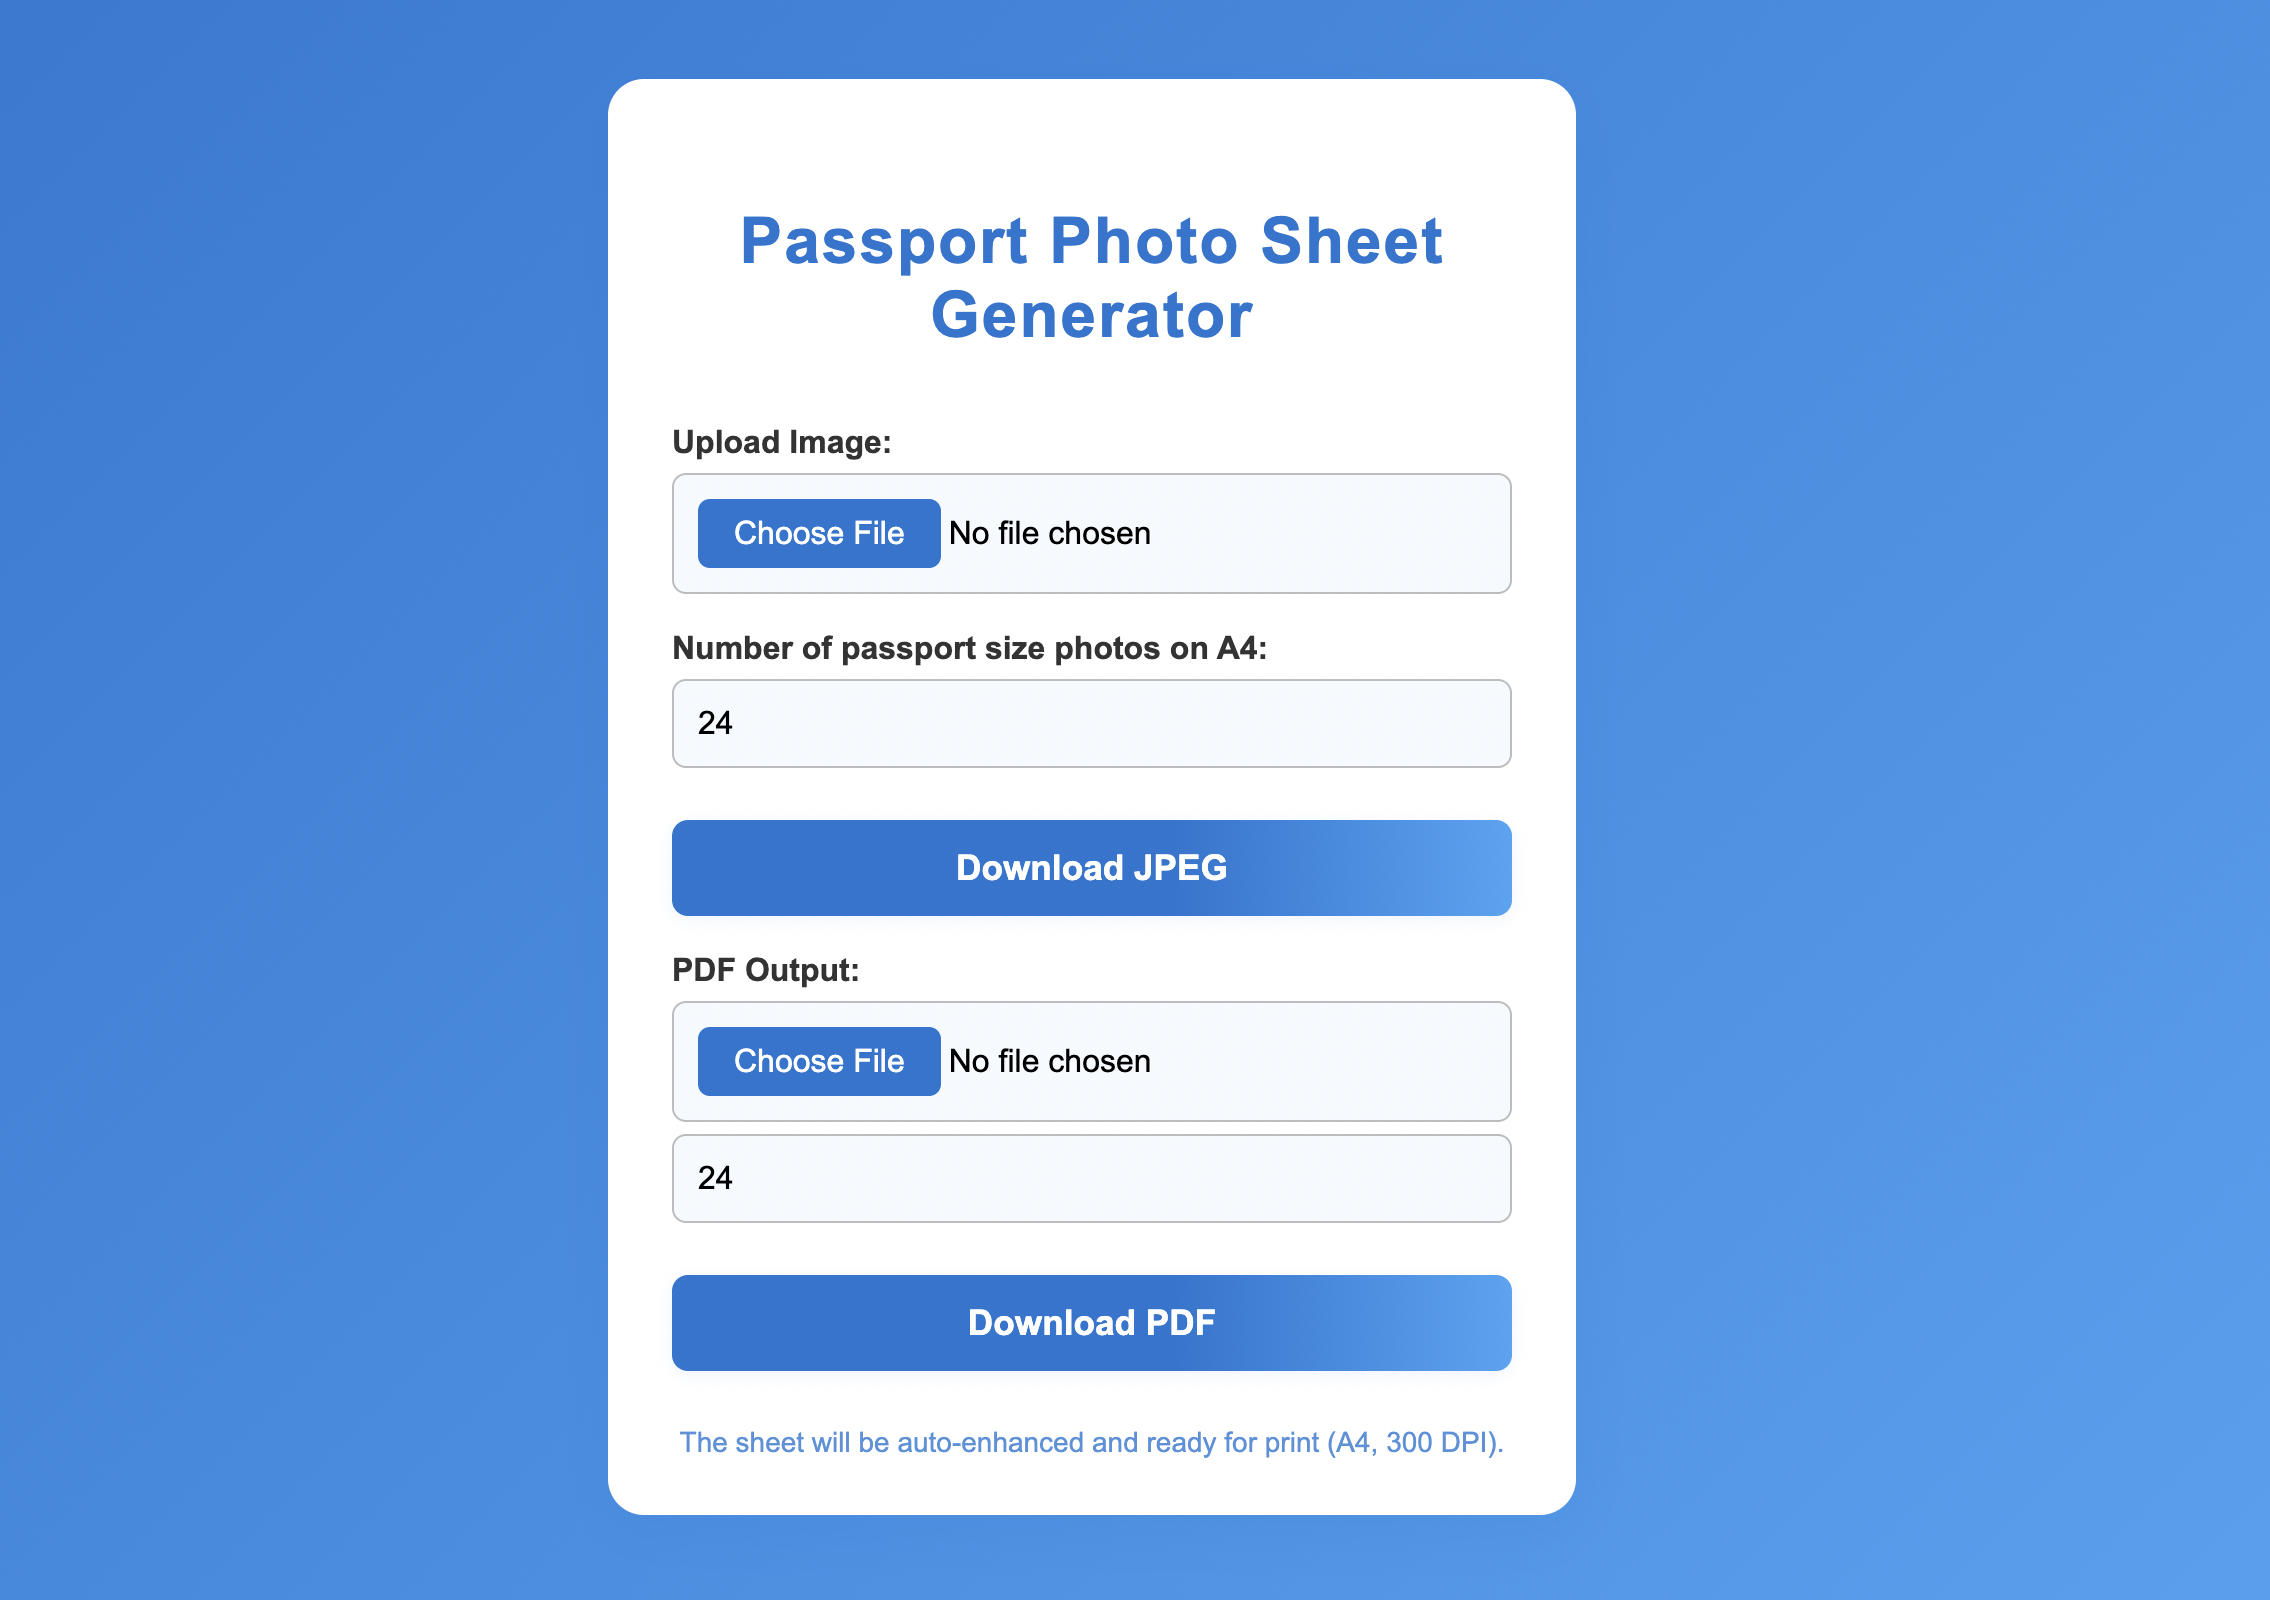 Passport Photo Sheet
Generator
Upload Image:
Choose File No file chosen
Number of passport size photos on A4:
24
Download JPEG
PDF Output:
Choose File No file chosen
24
Download PDF
The sheet will be auto-enhanced and ready for print (A4, 300 DPI).